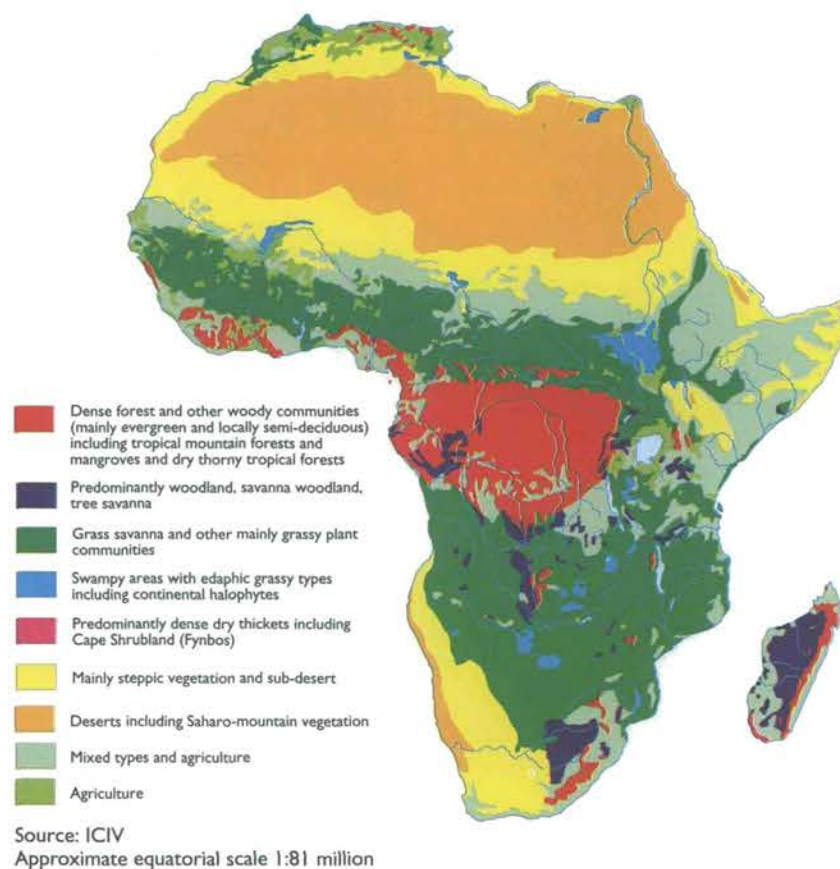 Dense forest and other woody communities
(mainly evergreen and locally semi-deciduous)
including tropical mountain forests and
mangroves and dry thorny tropical forests
Predominantly woodland, savanna woodland,
tree savanna
Grass savanna and other mainly grassy plant
communities
Swampy areas with edaphic grassy types
including continental halophytes
Predominantly dense dry thickets including
Cape Shrubland (Fynbos)
Mainly steppic vegetation and sub-desert
Deserts including Saharo-mountain vegetation
Mixed types and agriculture
Agriculture
Source: ICIV
Approximate equatorial scale 1:81 million